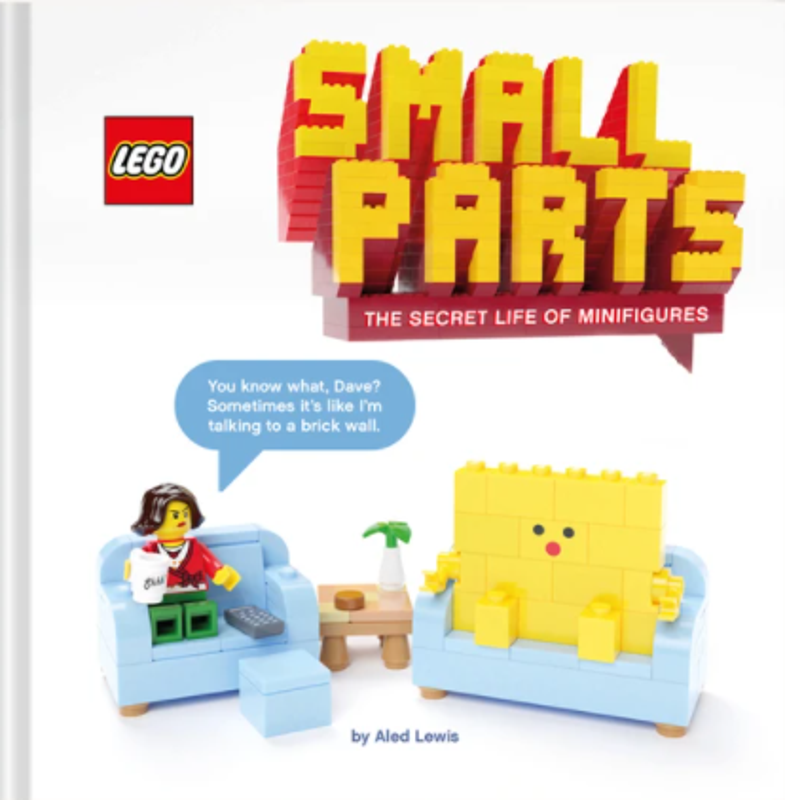 LEGO
SMALL
PARTS
THE SECRET LIFE OF MINIFIGURES
You know what, Dave?
Sometimes it's like I'm
talking to a brick wall.
by Aled Lewis